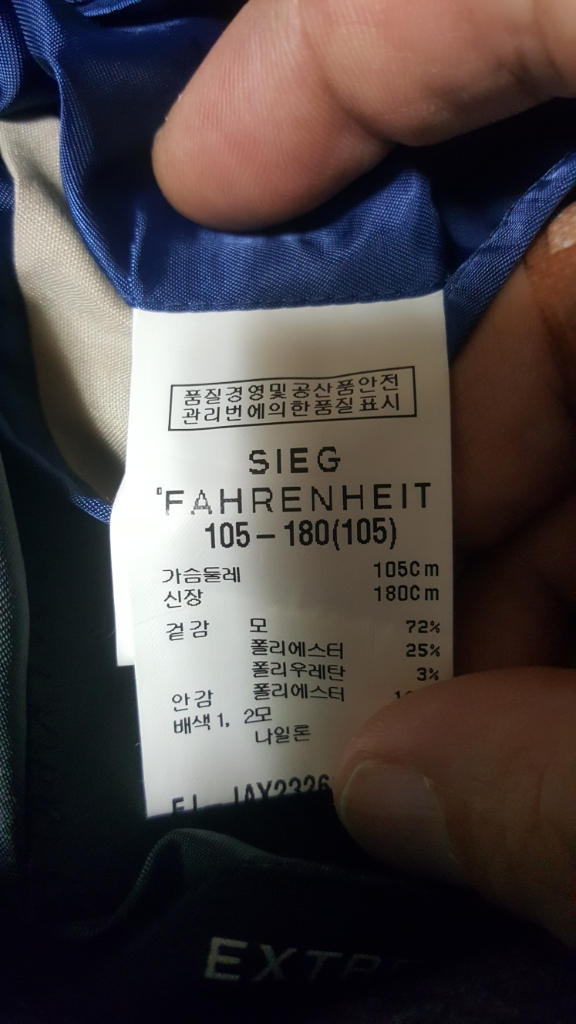 품질경영및공산품안전
관리번에의한품질표시
SIEG
°FAHRENHEIT
105-180(105)
가슴둘레 105Cm
신장 180Cm
겉감 모 72%
폴리에스터 25%
폴리우레탄 3%
안감 폴리에스터
배색1, 2모
나일론